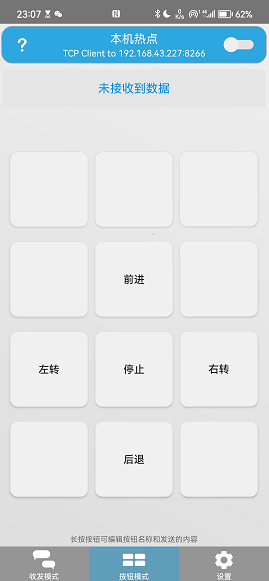 23:07
0 K/s 4G 62%
?
本机热点
TCP Client to 192.168.43.227:8266
未接收到数据
前进
左转 停止 右转
后退
长按按钮可编辑按钮名称和发送的内容
收发模式 按钮模式 设置